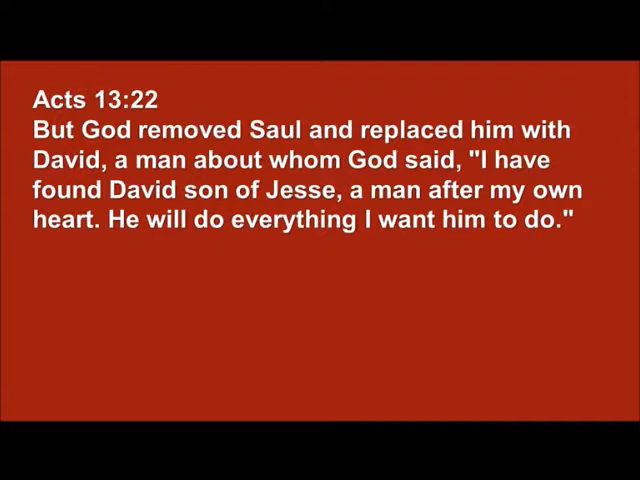 Acts 13:22
But God removed Saul and replaced him with
David, a man about whom God said, "I have
found David son of Jesse, a man after my own
heart. He will do everything I want him to do."